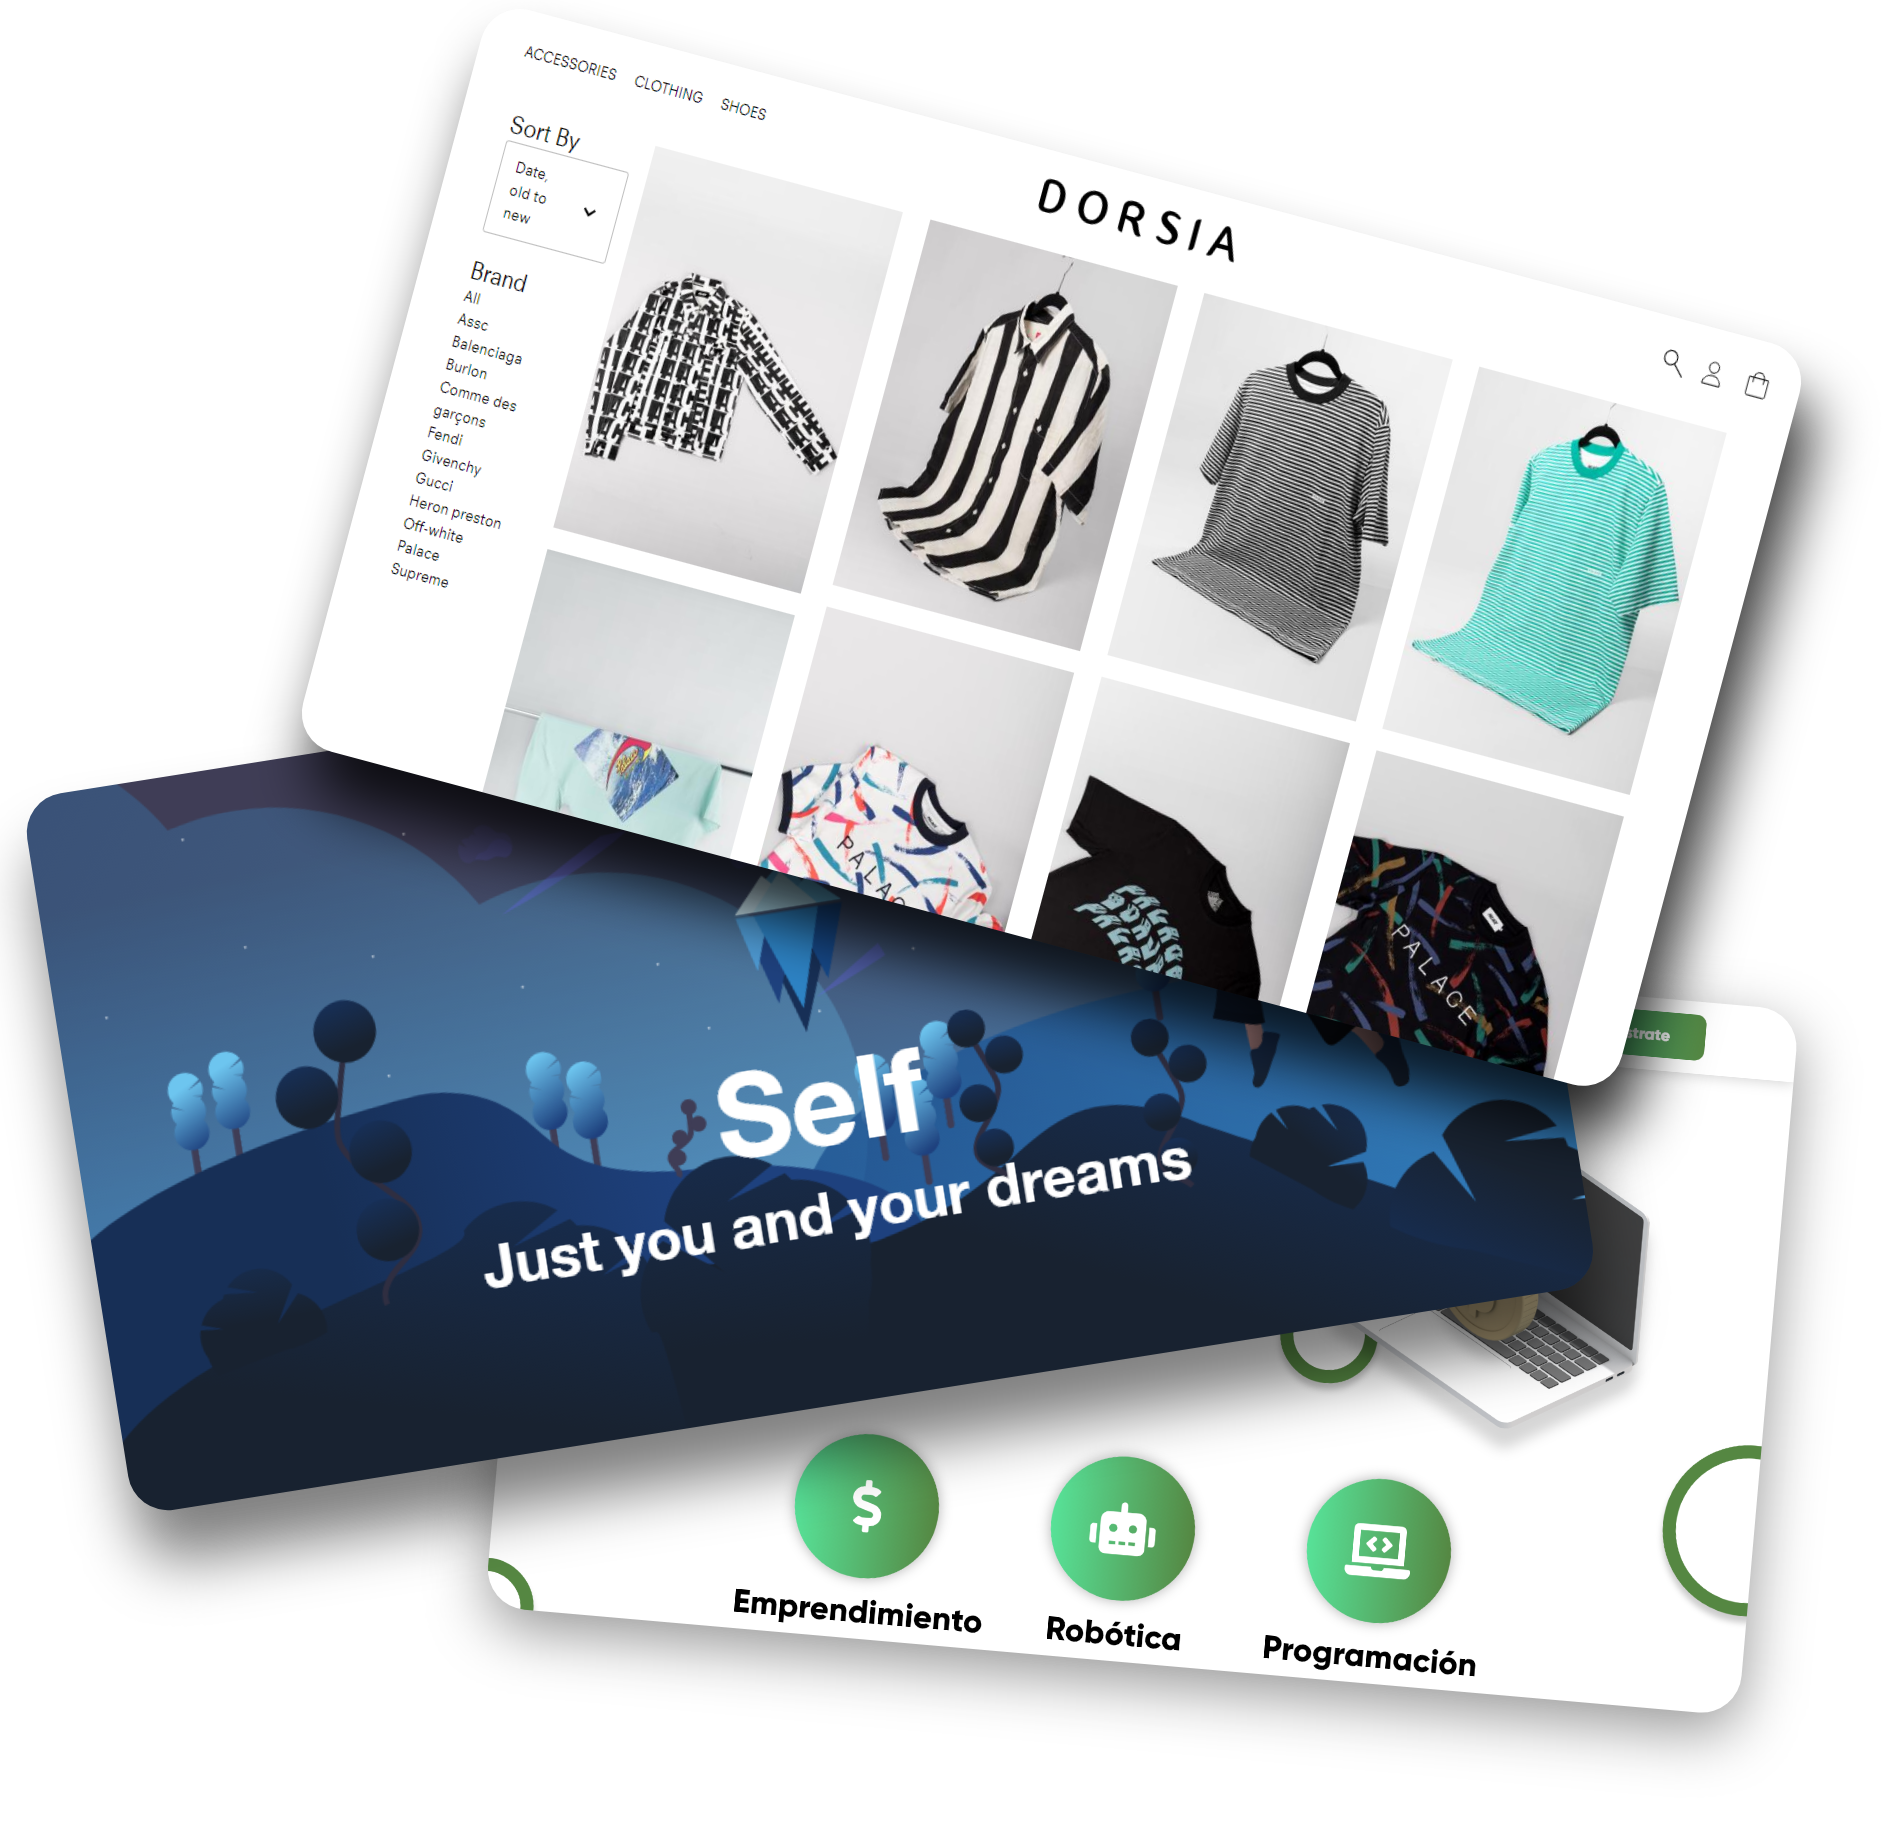 ACCESSORIES CLOTHING SHOES
DORSIA
Sort By
Date,
old to
new
Brand
All
Assc
Balenciaga
Burlon
Comme des
garçons
Fendi
Givenchy
Gucci
Heron preston
Off-white
Palace
Supreme
PALAC
PALACE
strate
Self
Just you and your dreams
$
Emprendimiento
Robótica
Programación